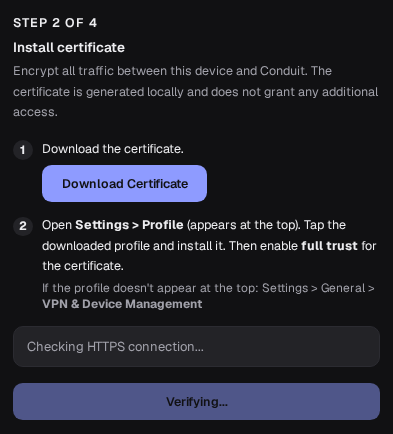 STEP 2 OF 4
Install certificate
Encrypt all traffic between this device and Conduit. The
certificate is generated locally and does not grant any additional
access.
1 Download the certificate.
Download Certificate
2 Open Settings > Profile (appears at the top). Tap the
downloaded profile and install it. Then enable full trust for
the certificate.
If the profile doesn't appear at the top: Settings > General >
VPN & Device Management
Checking HTTPS connection...
Verifying...